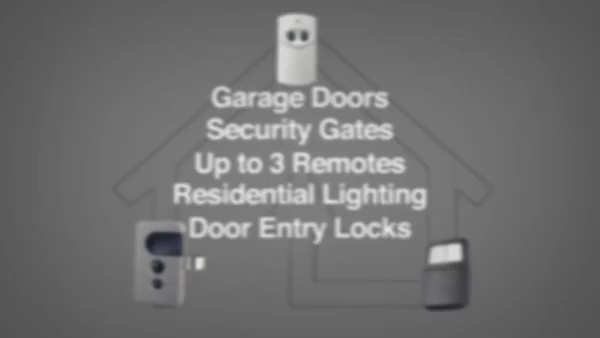 Garage Doors
Security Gates
Up to 3 Remotes
Residential Lighting
Door Entry Locks